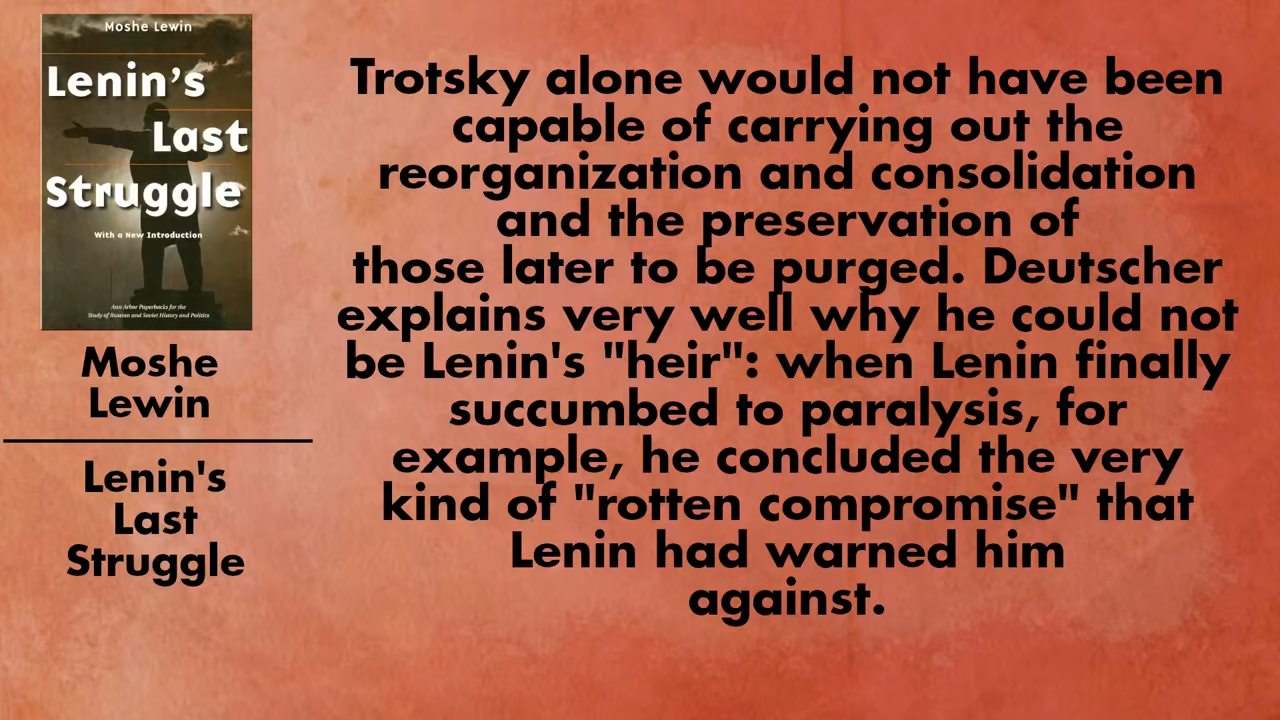 Moshe Lewin
Lenin's
Last
Struggle
With a New Introduction
Ann Arbor Paperbacks for the
Study of Russian and Soviet History and Politics
Moshe
Lewin
Lenin's
Last
Struggle
Trotsky alone would not have been
capable of carrying out the
reorganization and consolidation
and the preservation of
those later to be purged. Deutscher
explains very well why he could not
be Lenin's "heir": when Lenin finally
succumbed to paralysis, for
example, he concluded the very
kind of "rotten compromise" that
Lenin had warned him
against.